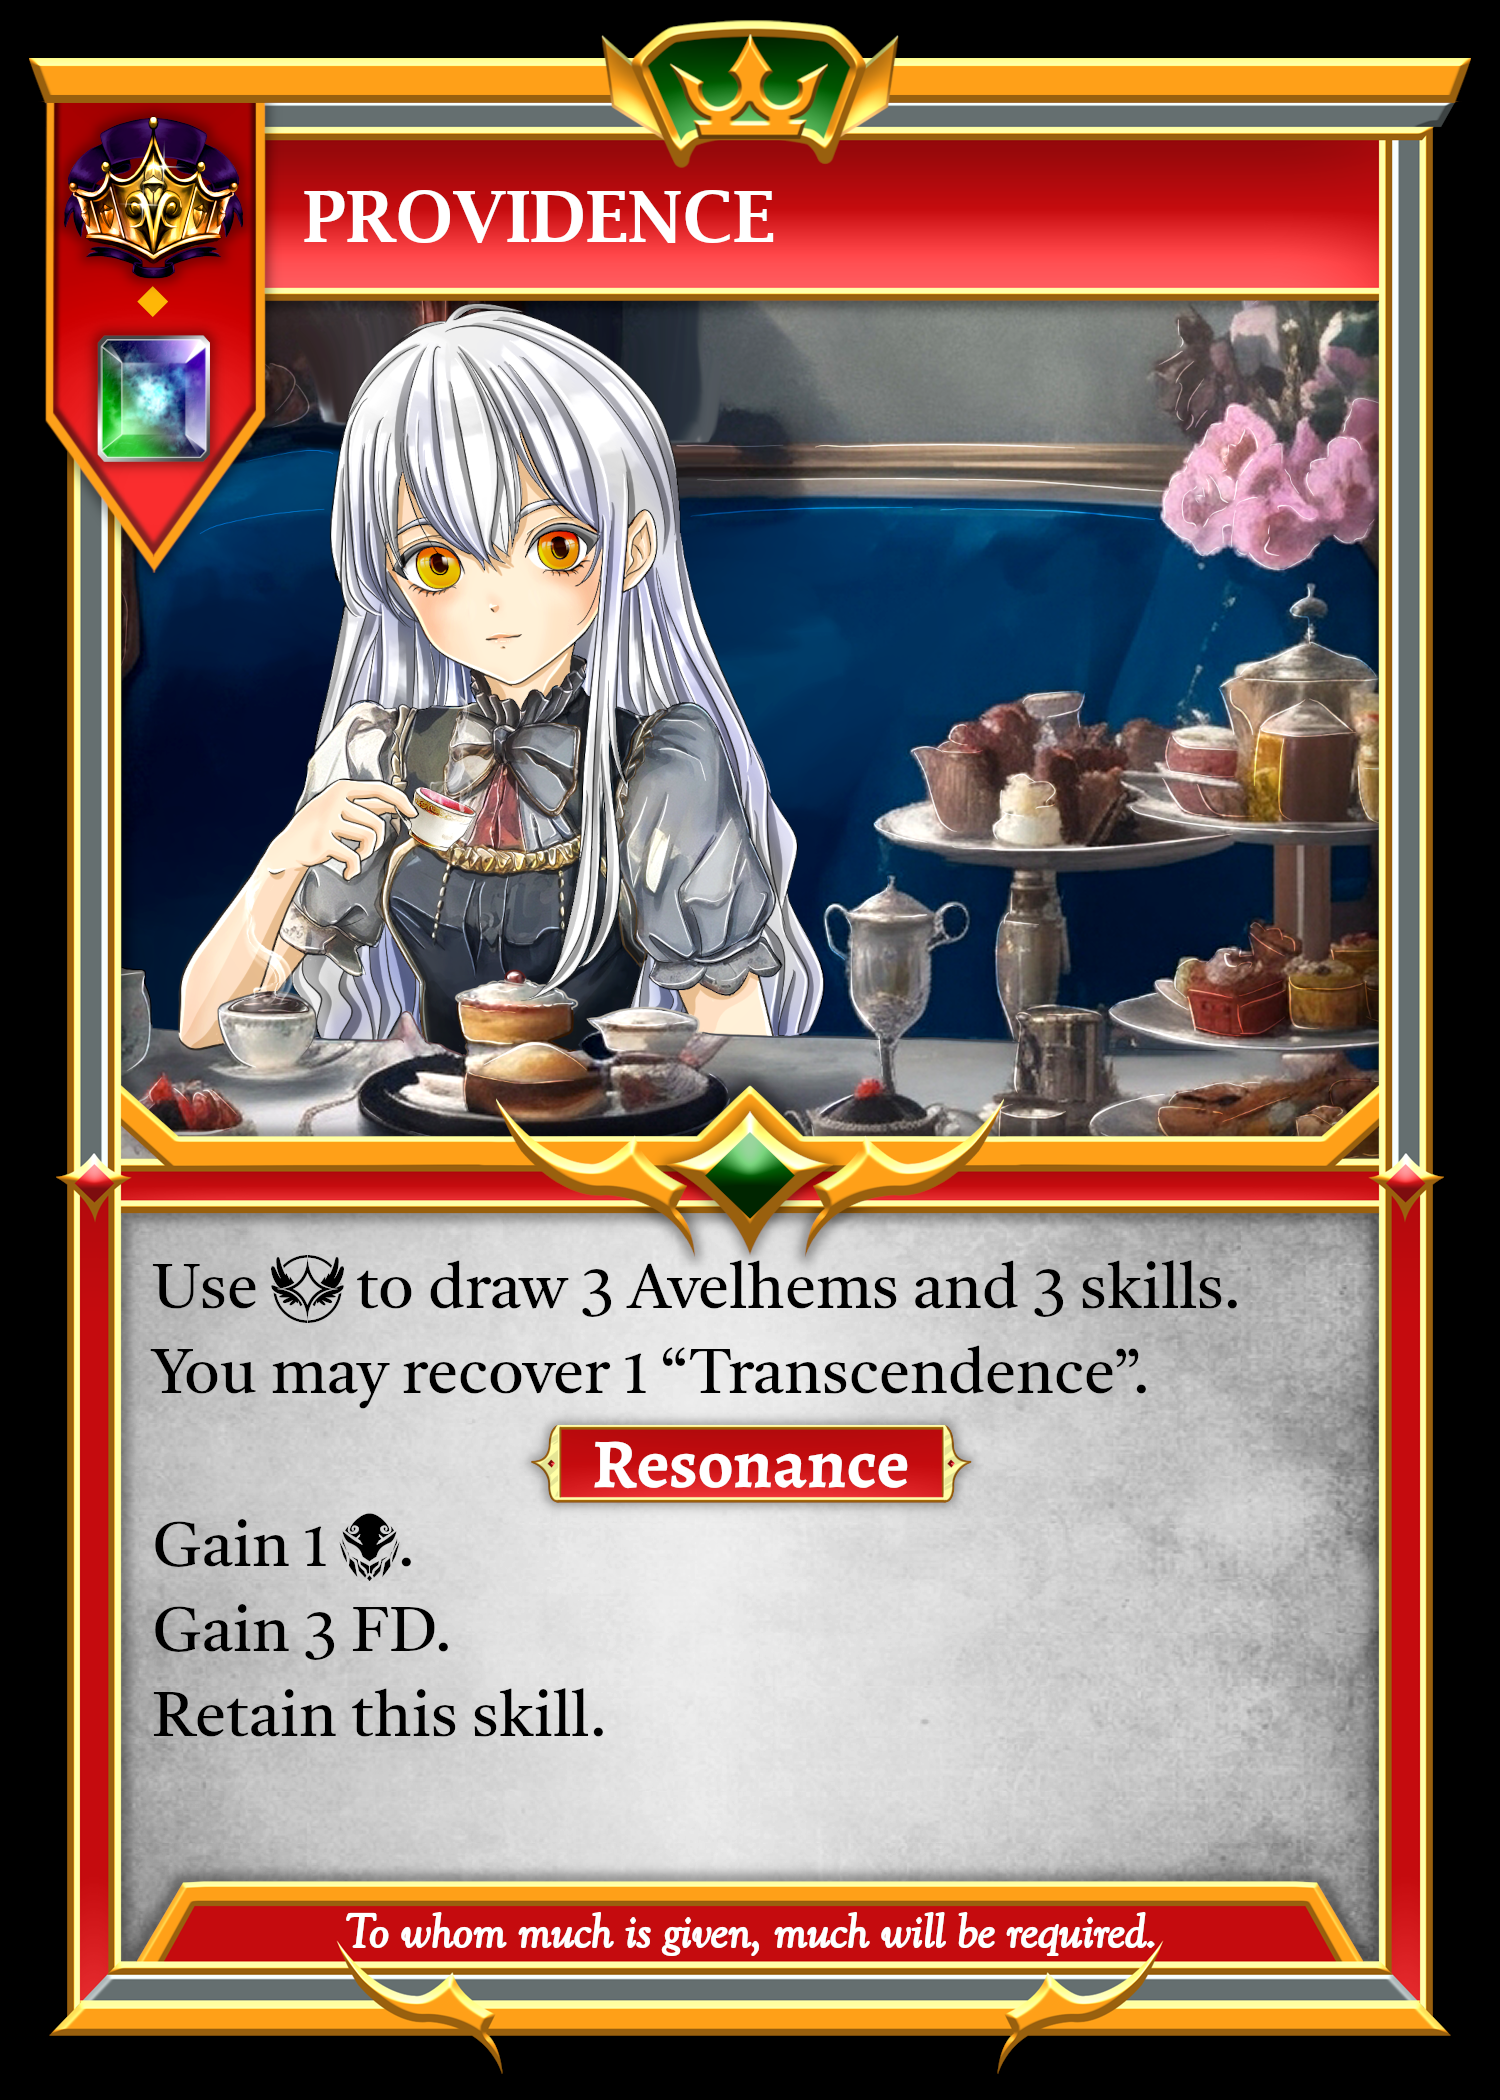 PROVIDENCE
Use to draw 3 Avelhems and 3 skills.
You may recover 1 “Transcendence”.
Resonance
Gain 1 .
Gain 3 FD.
Retain this skill.
To whom much is given, much will be required.